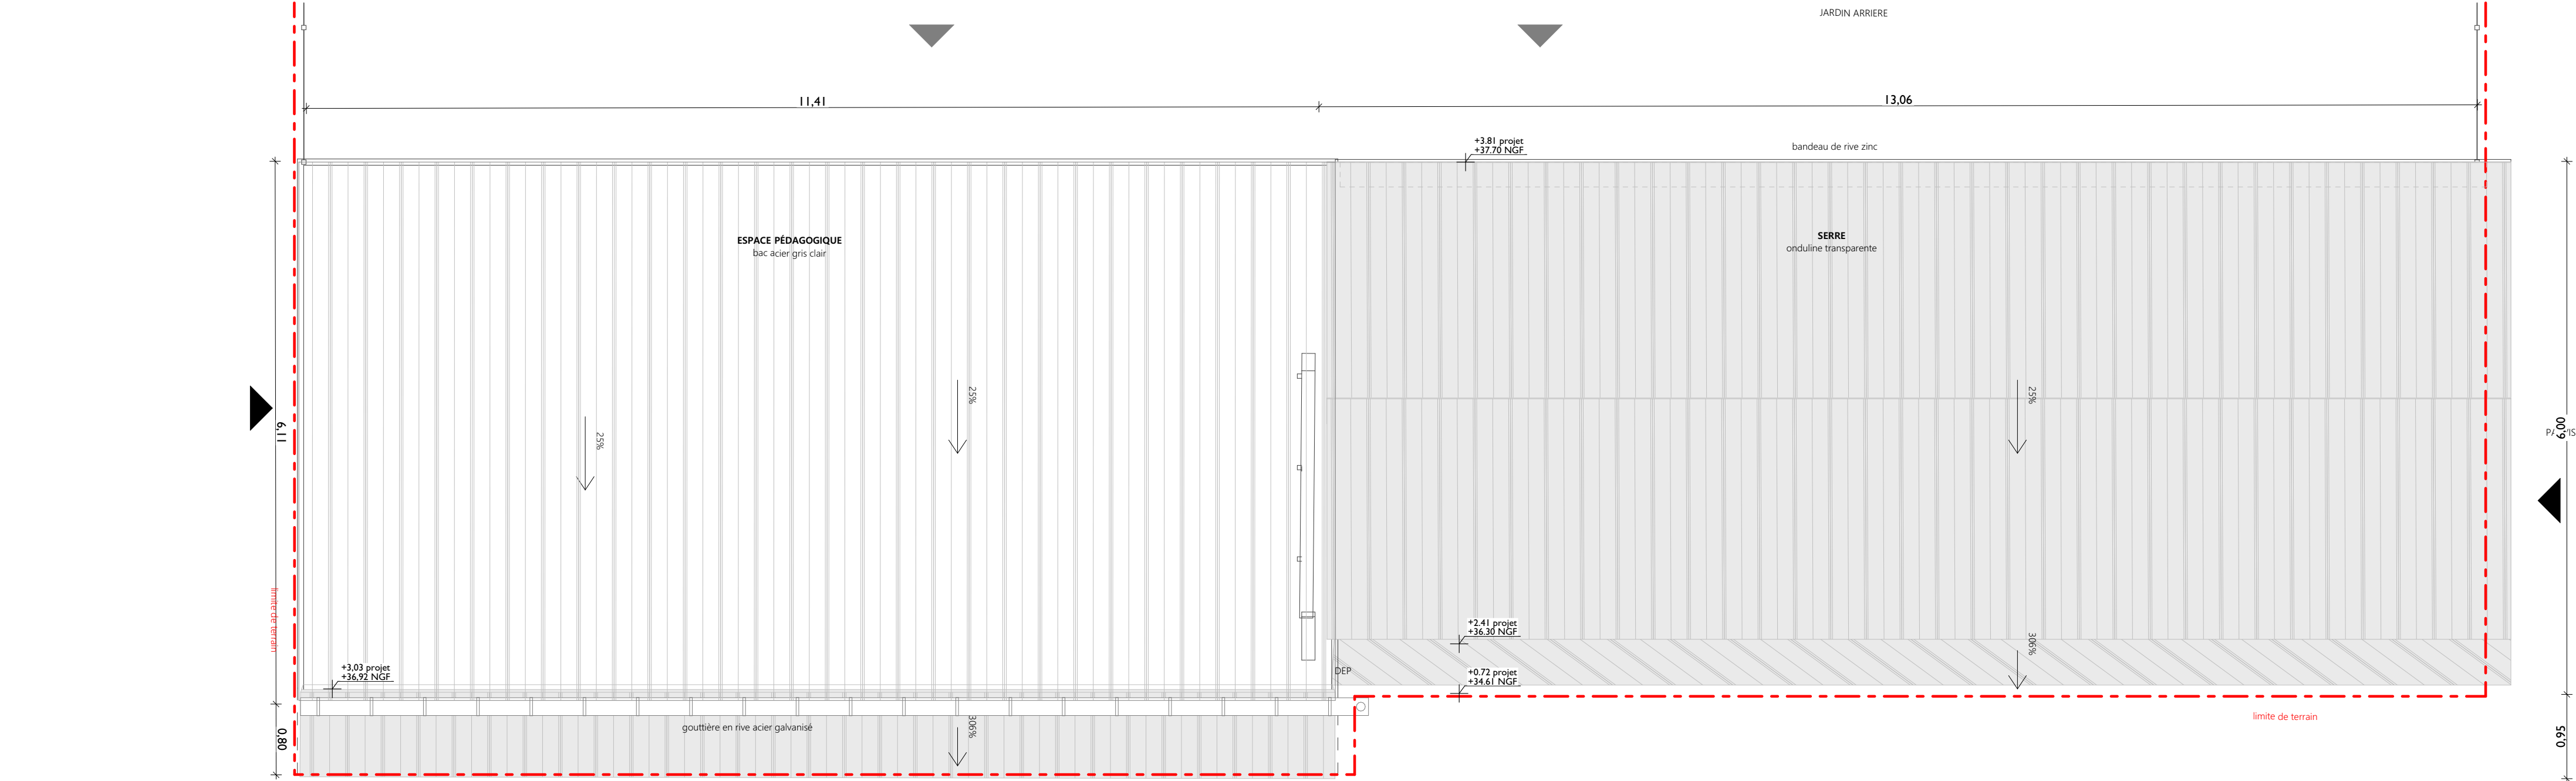 JARDIN ARRIERE
11,41
13,06
+3.81 projet
+37.70 NGF
bandeau de rive zinc
ESPACE PÉDAGOGIQUE
bac acier gris clair
SERRE
onduline transparente
25%
25%
25%
6,11
6,00
limite de terrain
+2.41 projet
+36.30 NGF
306%
+3,03 projet
+36,92 NGF
DEP
+0.72 projet
+34.61 NGF
limite de terrain
gouttière en rive acier galvanisé
306%
0,80
0,95